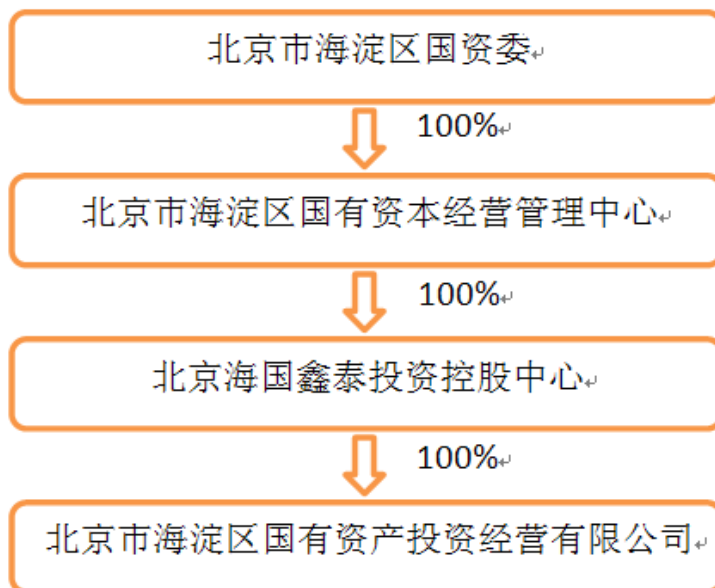 北京市海淀区国资委
100%
北京市海淀区国有资本经营管理中心
100%
北京海国鑫泰投资控股中心
100%
北京市海淀区国有资产投资经营有限公司